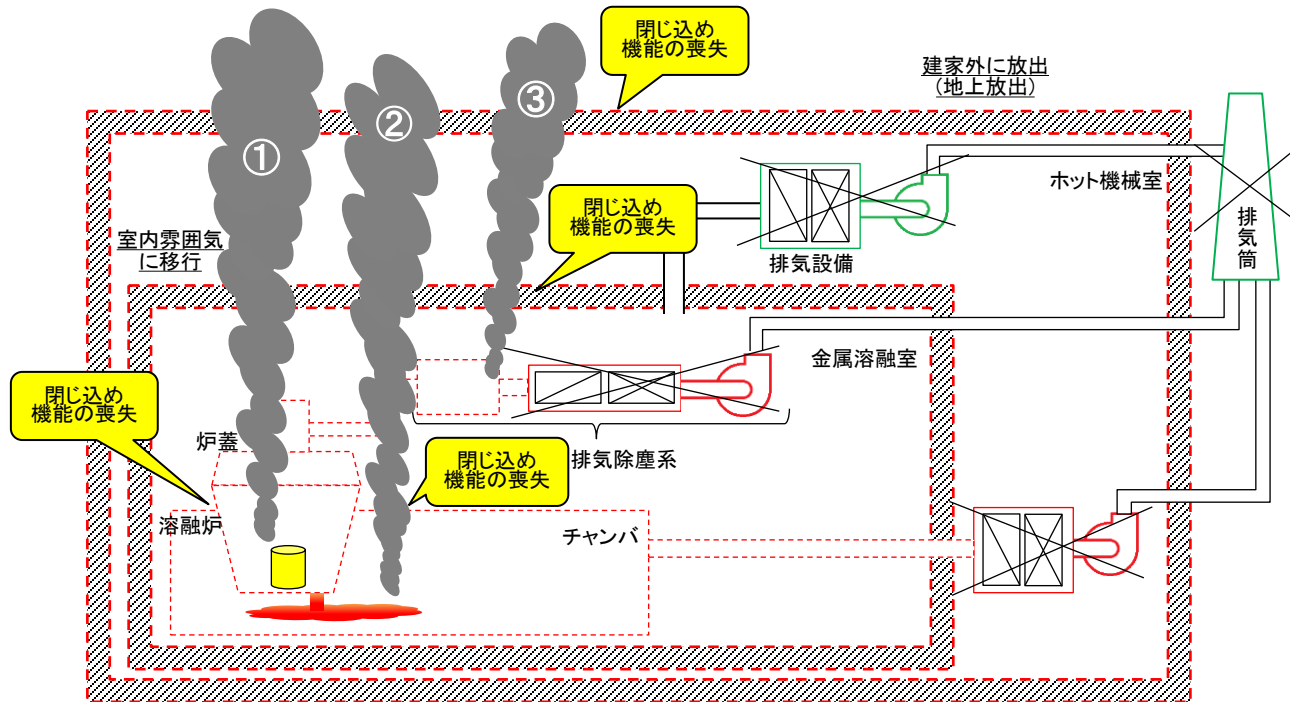 閉じ込め
機能の喪失
建家外に放出
(地上放出)
①
②
③
ホット機械室
閉じ込め
機能の喪失
室内雰囲気
に移行
排気設備
排気筒
金属溶融室
閉じ込め
機能の喪失
炉蓋
排気除塵系
閉じ込め
機能の喪失
溶融炉
チャンバ